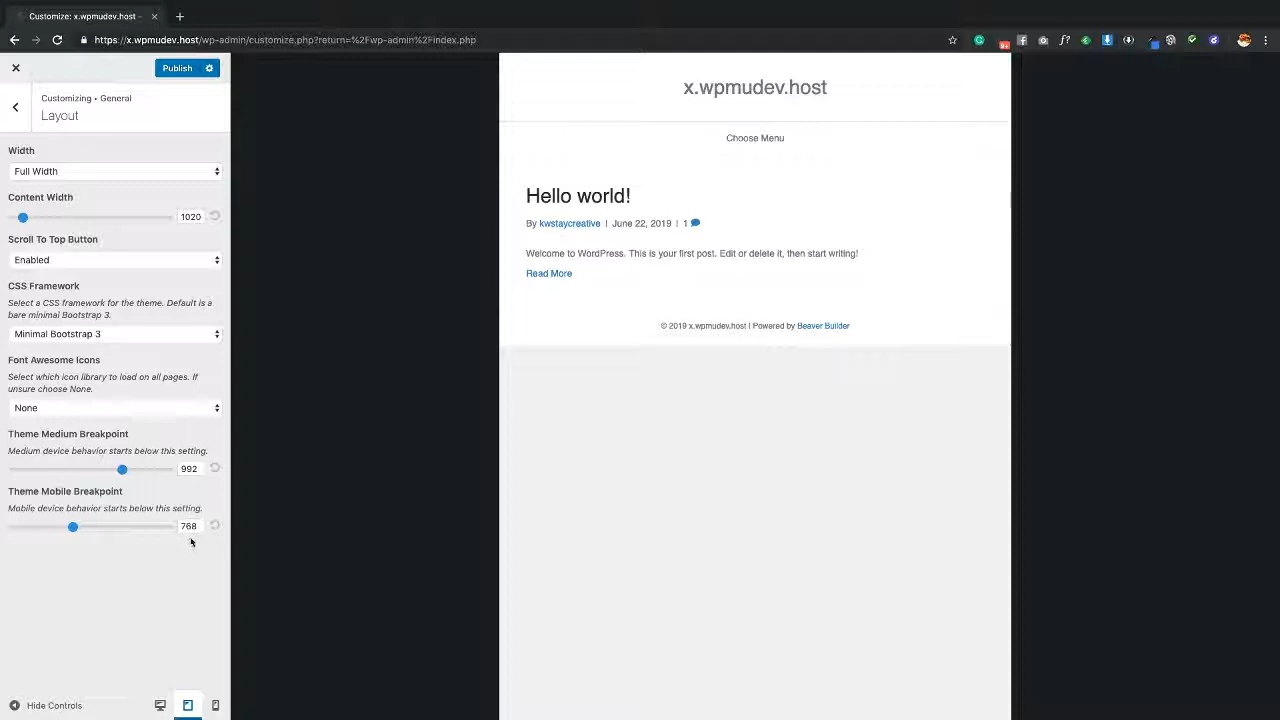 Customize: x.wpmudev.host –
https://x.wpmudev.host/wp-admin/customize.php?return=%2Fwp-admin%2Findex.php
Publish
Customizing • General
Layout
Width
Full Width
Content Width
1020
Scroll To Top Button
Enabled
CSS Framework
Select a CSS framework for the theme. Default is a
bare minimal Bootstrap 3.
Minimal Bootstrap 3
Font Awesome Icons
Select which icon library to load on all pages. If
unsure choose None.
None
Theme Medium Breakpoint
Medium device behavior starts below this setting.
992
Theme Mobile Breakpoint
Mobile device behavior starts below this setting.
768
Hide Controls
x.wpmudev.host
Choose Menu
Hello world!
By kwstaycreative | June 22, 2019 | 1
Welcome to WordPress. This is your first post. Edit or delete it, then start writing!
Read More
© 2019 x.wpmudev.host | Powered by Beaver Builder